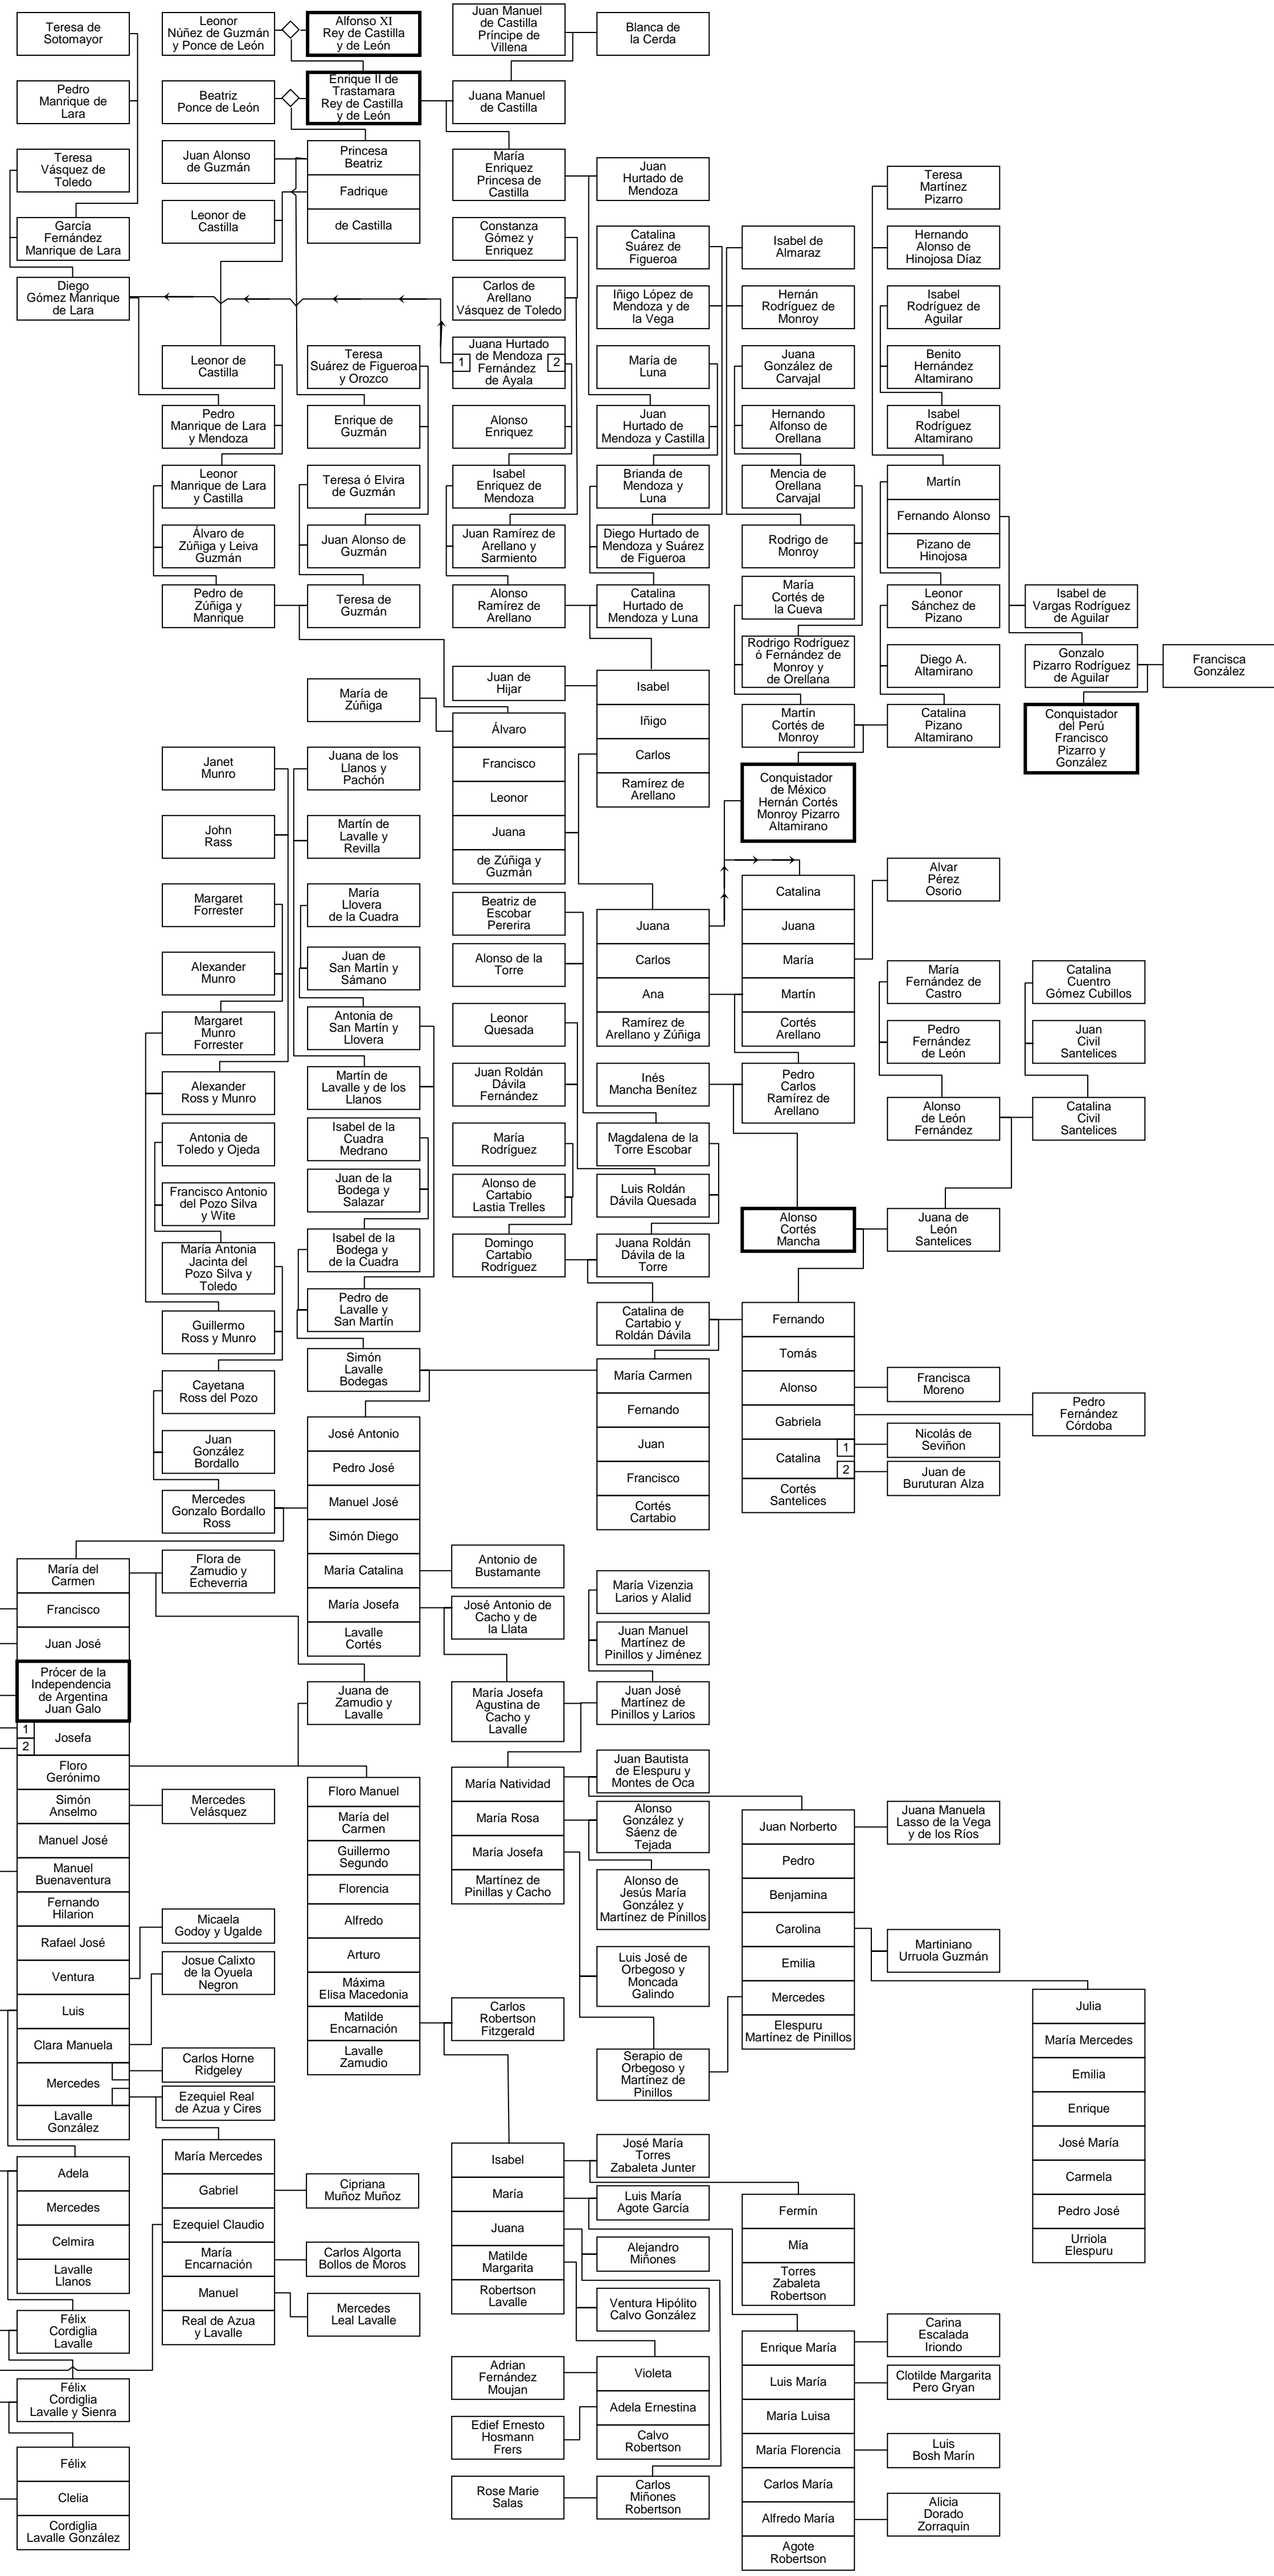 Teresa de
Sotomayor
Leonor
Núñez de Guzmán
y Ponce de León
Alfonso XI
Rey de Castilla
y de León
Juan Manuel
de Castilla
Príncipe de
Villena
Blanca de
la Cerda
Pedro
Manrique de
Lara
Beatriz
Ponce de León
Enrique II de
Trastamara
Rey de Castilla
y de León
Juana Manuel
de Castilla
Teresa
Vásquez de
Toledo
Juan Alonso
de Guzmán
Princesa
Beatriz
Fadrique
de Castilla
María
Enriquez
Princesa de
Castilla
Juan
Hurtado de
Mendoza
Teresa
Martínez
Pizarro
García
Fernández
Manrique de Lara
Leonor de
Castilla
Constanza
Gómez y
Enriquez
Catalina
Suárez de
Figueroa
Isabel de
Almaraz
Hernando
Alonso de
Hinojosa Díaz
Diego
Gómez Manrique
de Lara
Carlos de
Arellano
Vásquez de Toledo
Iñigo López de
Mendoza y de
la Vega
Hernán
Rodríguez de
Monroy
Isabel
Rodríguez de
Aguilar
Leonor de
Castilla
Teresa
Suárez de Figueroa
y Orozco
Juana Hurtado
de Mendoza
Fernández
de Ayala
1
2
María de
Luna
Juana
González de
Carvajal
Benito
Hernández
Altamirano
Pedro
Manrique de Lara
y Mendoza
Enrique de
Guzmán
Alonso
Enriquez
Juan
Hurtado de
Mendoza y Castilla
Hernando
Alfonso de
Orellana
Isabel
Rodríguez
Altamirano
Leonor
Manrique de Lara
y Castilla
Teresa ó Elvira
de Guzmán
Isabel
Enriquez de
Mendoza
Brianda de
Mendoza y
Luna
Mencia de
Orellana
Carvajal
Martín
Fernando Alonso
Pizano de
Hinojosa
Álvaro de
Zúñiga y Leiva
Guzmán
Juan Alonso de
Guzmán
Juan Ramírez de
Arellano y
Sarmiento
Diego Hurtado de
Mendoza y Suárez
de Figueroa
Rodrigo de
Monroy
Pedro de
Zúñiga y
Manrique
Teresa de
Guzmán
Alonso
Ramírez de
Arellano
Catalina
Hurtado de
Mendoza y Luna
María
Cortés de
la Cueva
Leonor
Sánchez de
Pizano
Isabel de
Vargas Rodríguez
de Aguilar
Rodrigo Rodríguez
ó Fernández de
Monroy y
de Orellana
Diego A.
Altamirano
Gonzalo
Pizarro Rodríguez
de Aguilar
Francisca
González
María de
Zúñiga
Juan de
Hijar
Isabel
Iñigo
Carlos
Ramírez de
Arellano
Martín
Cortés de
Monroy
Catalina
Pizano
Altamirano
Conquistador
del Perú
Francisco
Pizarro y
González
Álvaro
Francisco
Leonor
Juana
de Zúñiga y
Guzmán
Janet
Munro
Juana de los
Llanos y
Pachón
Conquistador
de México
Hernán Cortés
Monroy Pizarro
Altamirano
John
Rass
Martín de
Lavalle y
Revilla
Margaret
Forrester
María
Llovera
de la Cuadra
Beatriz de
Escobar
Pererira
Juana
Carlos
Ana
Ramírez de
Arellano y Zúñiga
Catalina
Juana
María
Martín
Cortés
Arellano
Alvar
Pérez
Osorio
Alexander
Munro
Juan de
San Martín y
Sámano
Alonso de la
Torre
María
Fernández de
Castro
Catalina
Cuentro
Gómez Cubillos
Margaret
Munro
Forrester
Antonia de
San Martín y
Llovera
Leonor
Quesada
Pedro
Fernández
de León
Juan
Civil
Santelices
Alexander
Ross y Munro
Martín de
Lavalle y de los
Llanos
Juan Roldán
Dávila
Fernández
Inés
Mancha Benítez
Pedro
Carlos
Ramírez de
Arellano
Alonso
de León
Fernández
Catalina
Civil
Santelices
Antonia de
Toledo y Ojeda
Isabel de la
Cuadra
Medrano
María
Rodríguez
Magdalena de la
Torre Escobar
Francisco Antonio
del Pozo Silva
y Wite
Juan de la
Bodega y
Salazar
Alonso de
Cartabio
Lastia Trelles
Luis Roldán
Dávila Quesada
Alonso
Cortés
Mancha
Juana de
León
Santelices
María Antonia
Jacinta del
Pozo Silva y
Toledo
Isabel de la
Bodega y
de la Cuadra
Domingo
Cartabio
Rodríguez
Juana Roldán
Dávila de la
Torre
Guillermo
Ross y Munro
Pedro de
Lavalle y
San Martín
Catalina de
Cartabio y
Roldán Dávila
Fernando
Tomás
Alonso
Gabriela
Catalina
1
2
Cortés
Santelices
Cayetana
Ross del Pozo
Simón
Lavalle
Bodegas
María Carmen
Fernando
Juan
Francisco
Cortés
Cartabio
Francisca
Moreno
Pedro
Fernández
Córdoba
Nicolás de
Seviñon
Juan de
Buruturan Alza
Juan
González
Bordallo
José Antonio
Pedro José
Manuel José
Simón Diego
María Catalina
María Josefa
Lavalle
Cortés
Mercedes
Gonzalo Bordallo
Ross
María del
Carmen
Francisco
Juan José
Prócer de la
Independencia
de Argentina
Juan Galo
1
2
Josefa
Floro
Gerónimo
Simón
Anselmo
Manuel José
Manuel
Buenaventura
Fernando
Hilarion
Rafael José
Ventura
Luis
Clara Manuela
Mercedes
Lavalle
González
Flora de
Zamudio y
Echeverria
Antonio de
Bustamante
José Antonio de
Cacho y de
la Llata
María Vizenzia
Larios y Alalid
Juan Manuel
Martínez de
Pinillos y Jiménez
Juana de
Zamudio y
Lavalle
María Josefa
Agustina de
Cacho y
Lavalle
Juan José
Martínez de
Pinillos y Larios
Mercedes
Velásquez
Floro Manuel
María del
Carmen
Guillermo
Segundo
Florencia
Alfredo
Arturo
Máxima
Elisa Macedonia
Matilde
Encarnación
Lavalle
Zamudio
María Natividad
María Rosa
María Josefa
Martínez de
Pinillas y Cacho
Juan Bautista
de Elespuru y
Montes de Oca
Alonso
González y
Sáenz de
Tejada
Alonso de
Jesús María
González y
Martínez de Pinillos
Luis José de
Orbegoso y
Moncada
Galindo
Serapio de
Orbegoso y
Martínez de
Pinillos
Juan Norberto
Pedro
Benjamina
Carolina
Emilia
Mercedes
Elespuru
Martínez de Pinillos
Juana Manuela
Lasso de la Vega
y de los Ríos
Martiniano
Urruola Guzmán
Julia
María Mercedes
Emilia
Enrique
José María
Carmela
Pedro José
Urriola
Elespuru
Micaela
Godoy y Ugalde
Josue Calixto
de la Oyuela
Negron
Carlos Horne
Ridgeley
Ezequiel Real
de Azua y Cires
Carlos
Robertson
Fitzgerald
Adela
Mercedes
Celmira
Lavalle
Llanos
Félix
Cordiglia
Lavalle
Félix
Cordiglia
Lavalle y Sienra
Félix
Clelia
Cordiglia
Lavalle González
María Mercedes
Gabriel
Ezequiel Claudio
María
Encarnación
Manuel
Real de Azua
y Lavalle
Cipriana
Muñoz Muñoz
Carlos Algorta
Bollos de Moros
Mercedes
Leal Lavalle
Isabel
María
Juana
Matilde
Margarita
Robertson
Lavalle
José María
Torres
Zabaleta Junter
Luis María
Agote García
Alejandro
Miñones
Ventura Hipólito
Calvo González
Fermín
Mía
Torres
Zabaleta
Robertson
Adrian
Fernández
Moujan
Edief Ernesto
Hosmann
Frers
Rose Marie
Salas
Violeta
Adela Ernestina
Calvo
Robertson
Carlos
Miñones
Robertson
Enrique María
Luis María
María Luisa
María Florencia
Carlos María
Alfredo María
Agote
Robertson
Carina
Escalada
Iriondo
Clotilde Margarita
Pero Gryan
Luis
Bosh Marín
Alicia
Dorado
Zorraquin